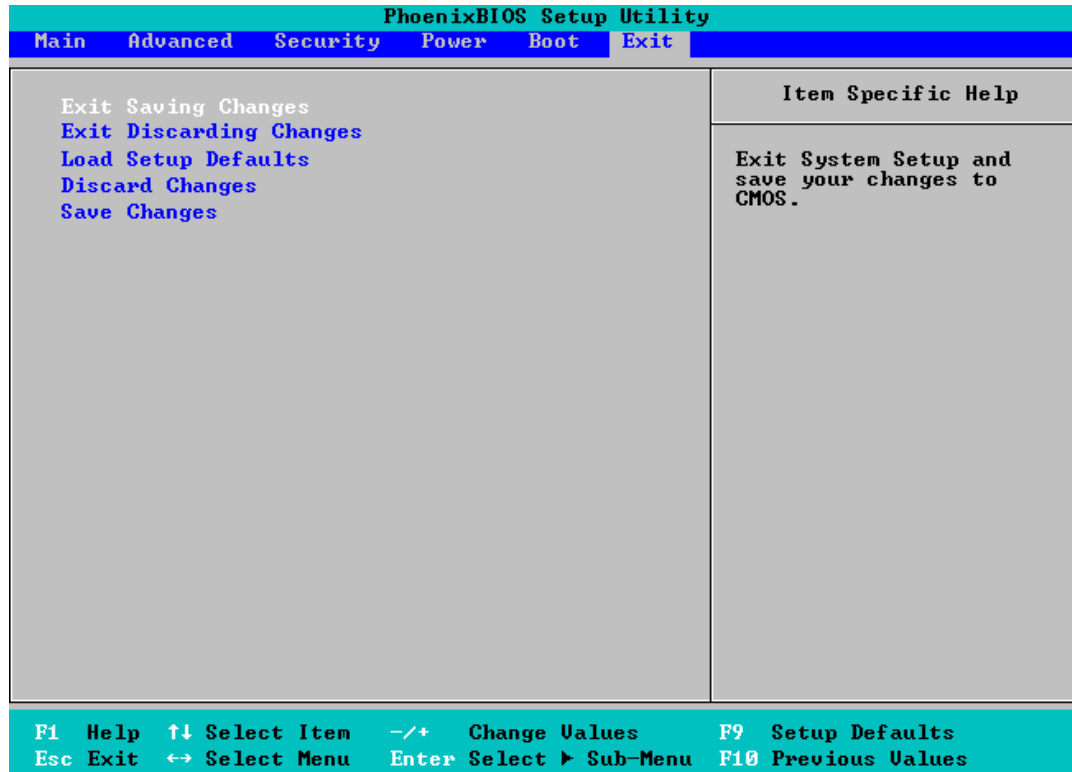 PhoenixBIOS Setup Utility
Main Advanced Security Power Boot Exit
Exit Saving Changes
Exit Discarding Changes
Load Setup Defaults
Discard Changes
Save Changes
Item Specific Help
Exit System Setup and
save your changes to
CMOS.
F1 Help ↑↓ Select Item -/+ Change Values F9 Setup Defaults
Esc Exit ↔ Select Menu Enter Select ▶ Sub-Menu F10 Previous Values